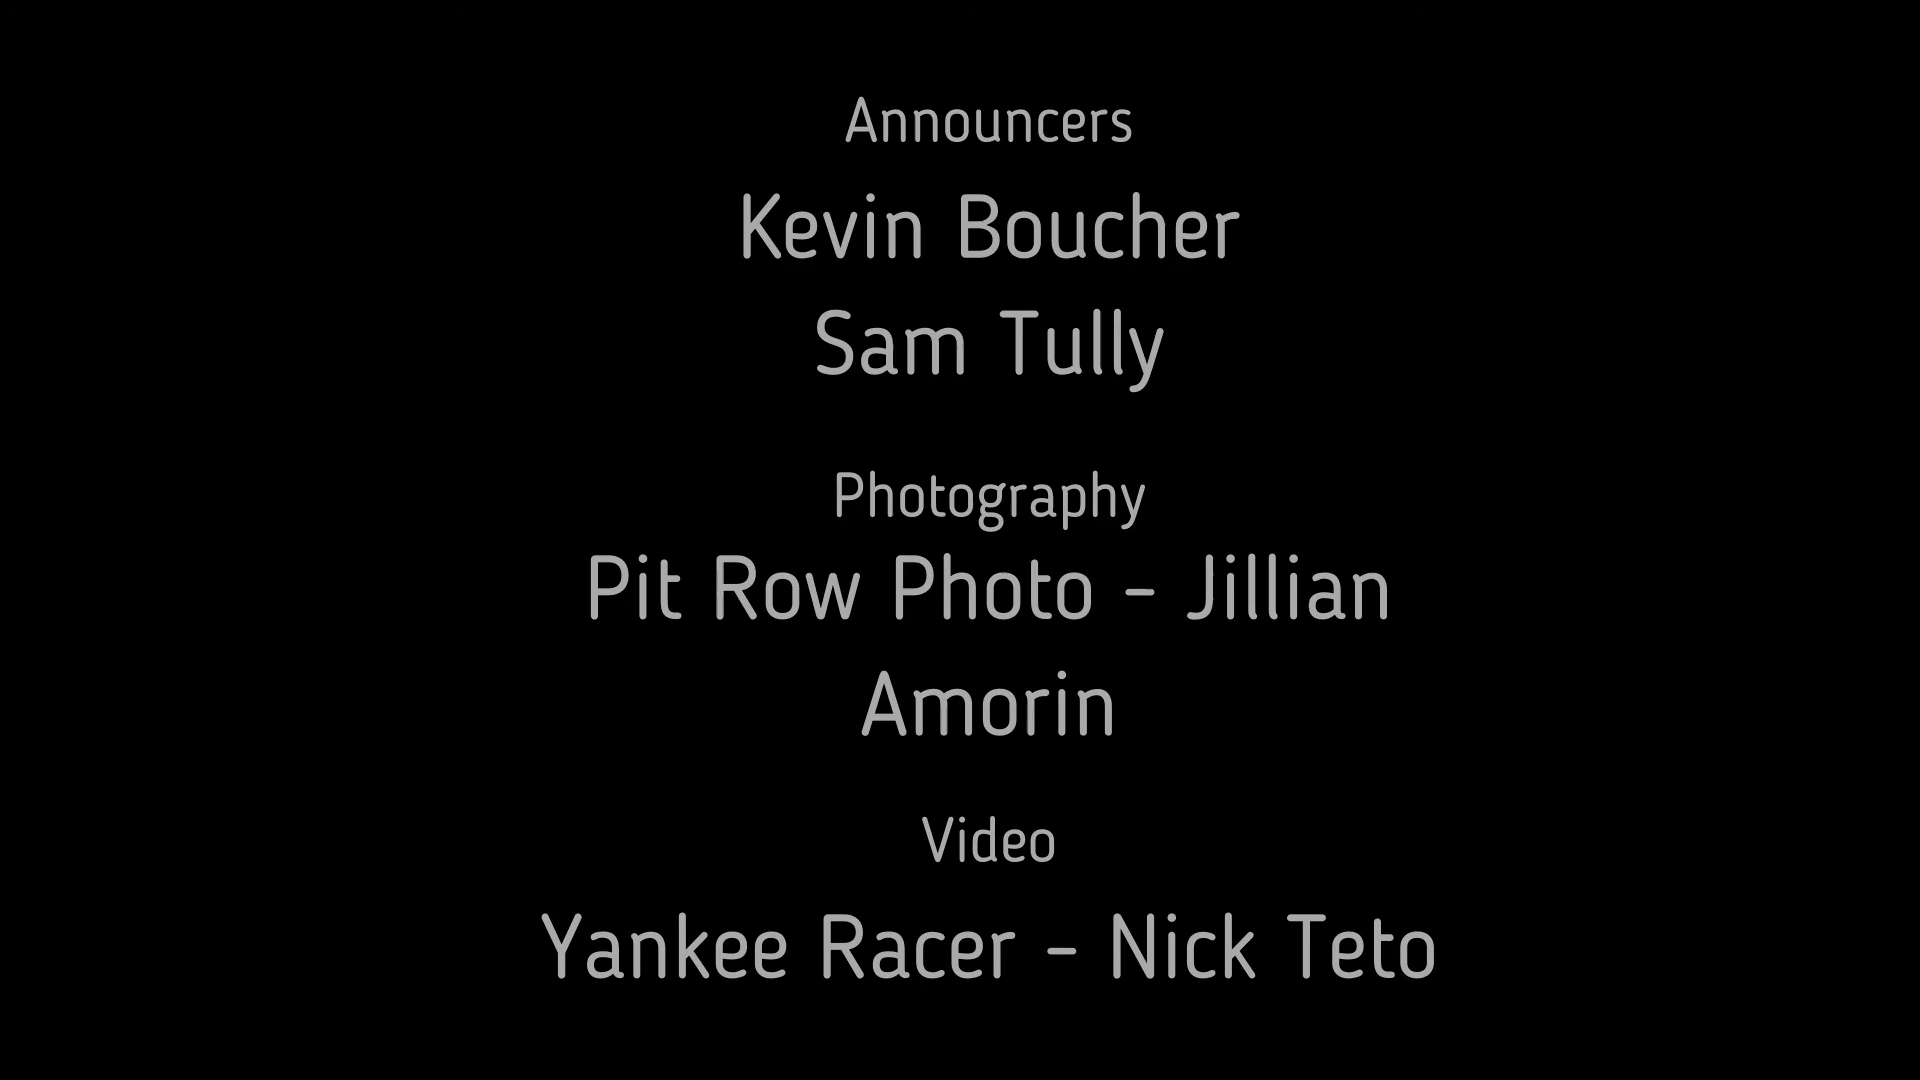 Announcers
Kevin Boucher
Sam Tully
Photography
Pit Row Photo - Jillian
Amorin
Video
Yankee Racer - Nick Teto